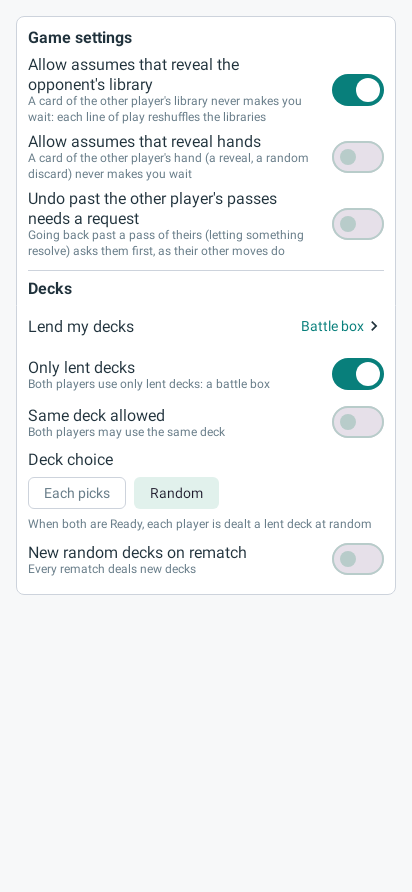 Game settings
Allow assumes that reveal the
opponent's library
A card of the other player's library never makes you
wait: each line of play reshuffles the libraries
Allow assumes that reveal hands
A card of the other player's hand (a reveal, a random
discard) never makes you wait
Undo past the other player's passes
needs a request
Going back past a pass of theirs (letting something
resolve) asks them first, as their other moves do
Decks
Lend my decks
Battle box
Only lent decks
Both players use only lent decks: a battle box
Same deck allowed
Both players may use the same deck
Deck choice
Each picks
Random
When both are Ready, each player is dealt a lent deck at random
New random decks on rematch
Every rematch deals new decks